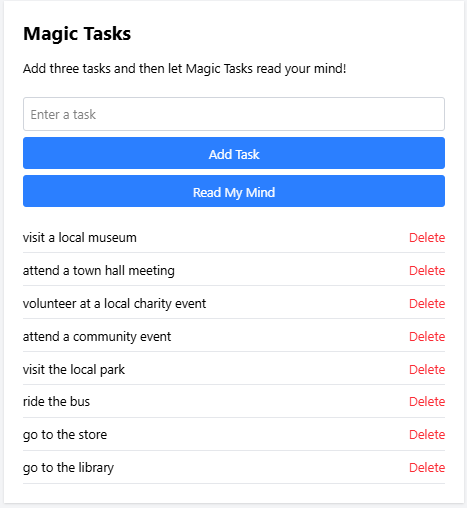 Magic Tasks
Add three tasks and then let Magic Tasks read your mind!
Enter a task
Add Task
Read My Mind
visit a local museum Delete
attend a town hall meeting Delete
volunteer at a local charity event Delete
attend a community event Delete
visit the local park Delete
ride the bus Delete
go to the store Delete
go to the library Delete